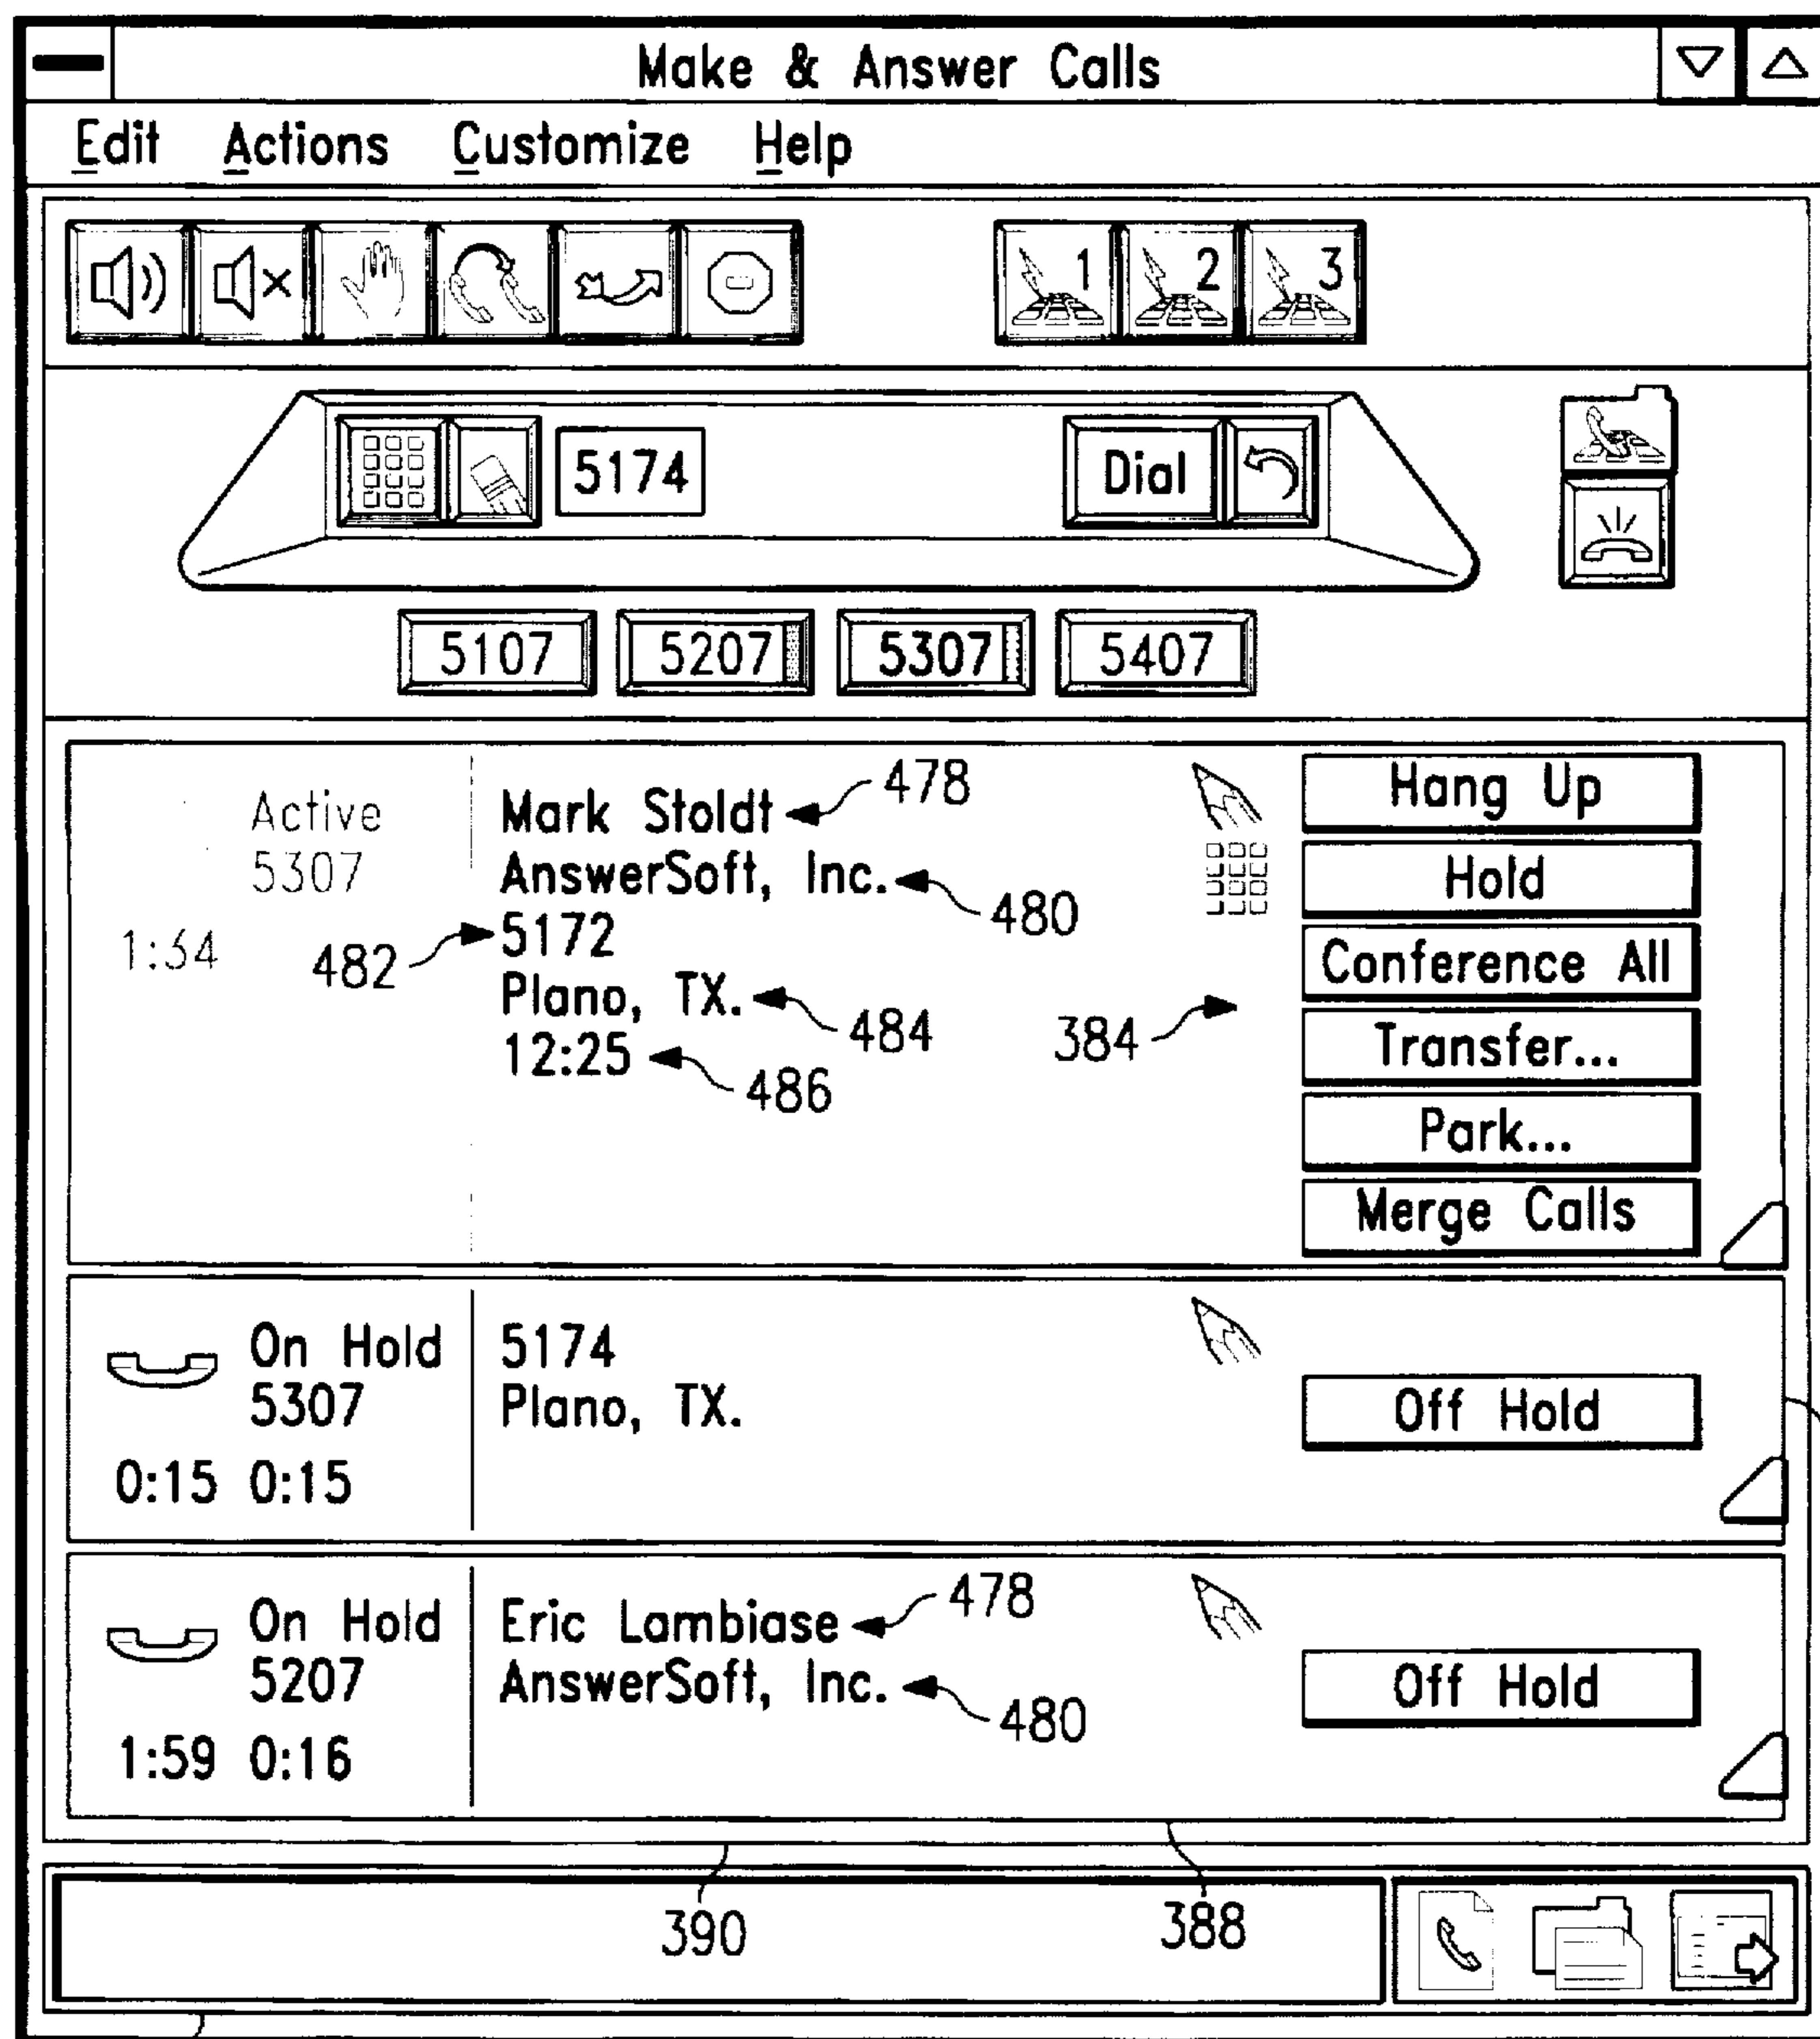 Make & Answer Calls
Edit Actions Customize Help
1 2 3
5174 Dial
5107 5207 5307 5407
Active
5307
1:34
Mark Stoldt 478
AnswerSoft, Inc. 480
482 5172
Plano, TX. 484
12:25 486
384
Hang Up
Hold
Conference All
Transfer...
Park...
Merge Calls
On Hold
5307
0:15 0:15
5174
Plano, TX.
Off Hold
On Hold
5207
1:59 0:16
Eric Lambiase 478
AnswerSoft, Inc. 480
Off Hold
390 388